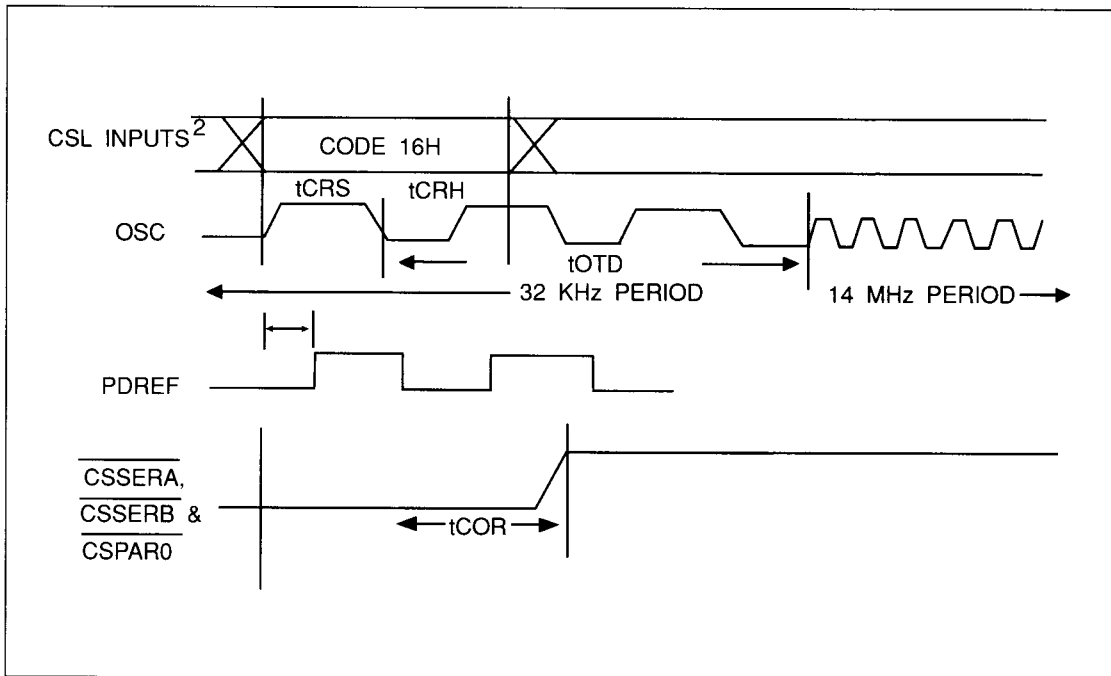 CSL INPUTS²
CODE 16H
tCRS
tCRH
OSC
tOTD
32 KHz PERIOD
14 MHz PERIOD
PDREF
CSSERA,
CSSERB &
CSPAR0
tCOR